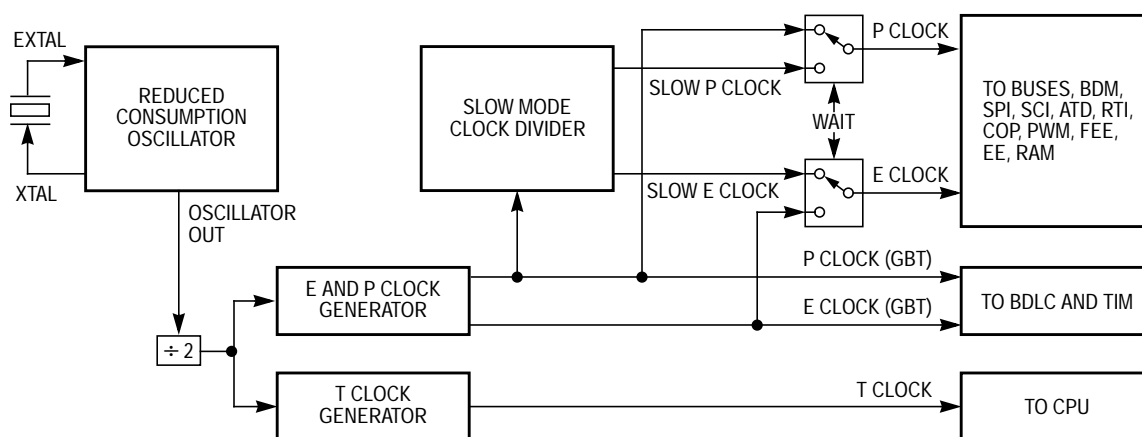 EXTAL
REDUCED
CONSUMPTION
OSCILLATOR
XTAL
OSCILLATOR
OUT
÷ 2
SLOW MODE
CLOCK DIVIDER
SLOW P CLOCK
WAIT
SLOW E CLOCK
P CLOCK
E CLOCK
TO BUSES, BDM,
SPI, SCI, ATD, RTI,
COP, PWM, FEE,
EE, RAM
E AND P CLOCK
GENERATOR
P CLOCK (GBT)
E CLOCK (GBT)
TO BDLC AND TIM
T CLOCK
GENERATOR
T CLOCK
TO CPU